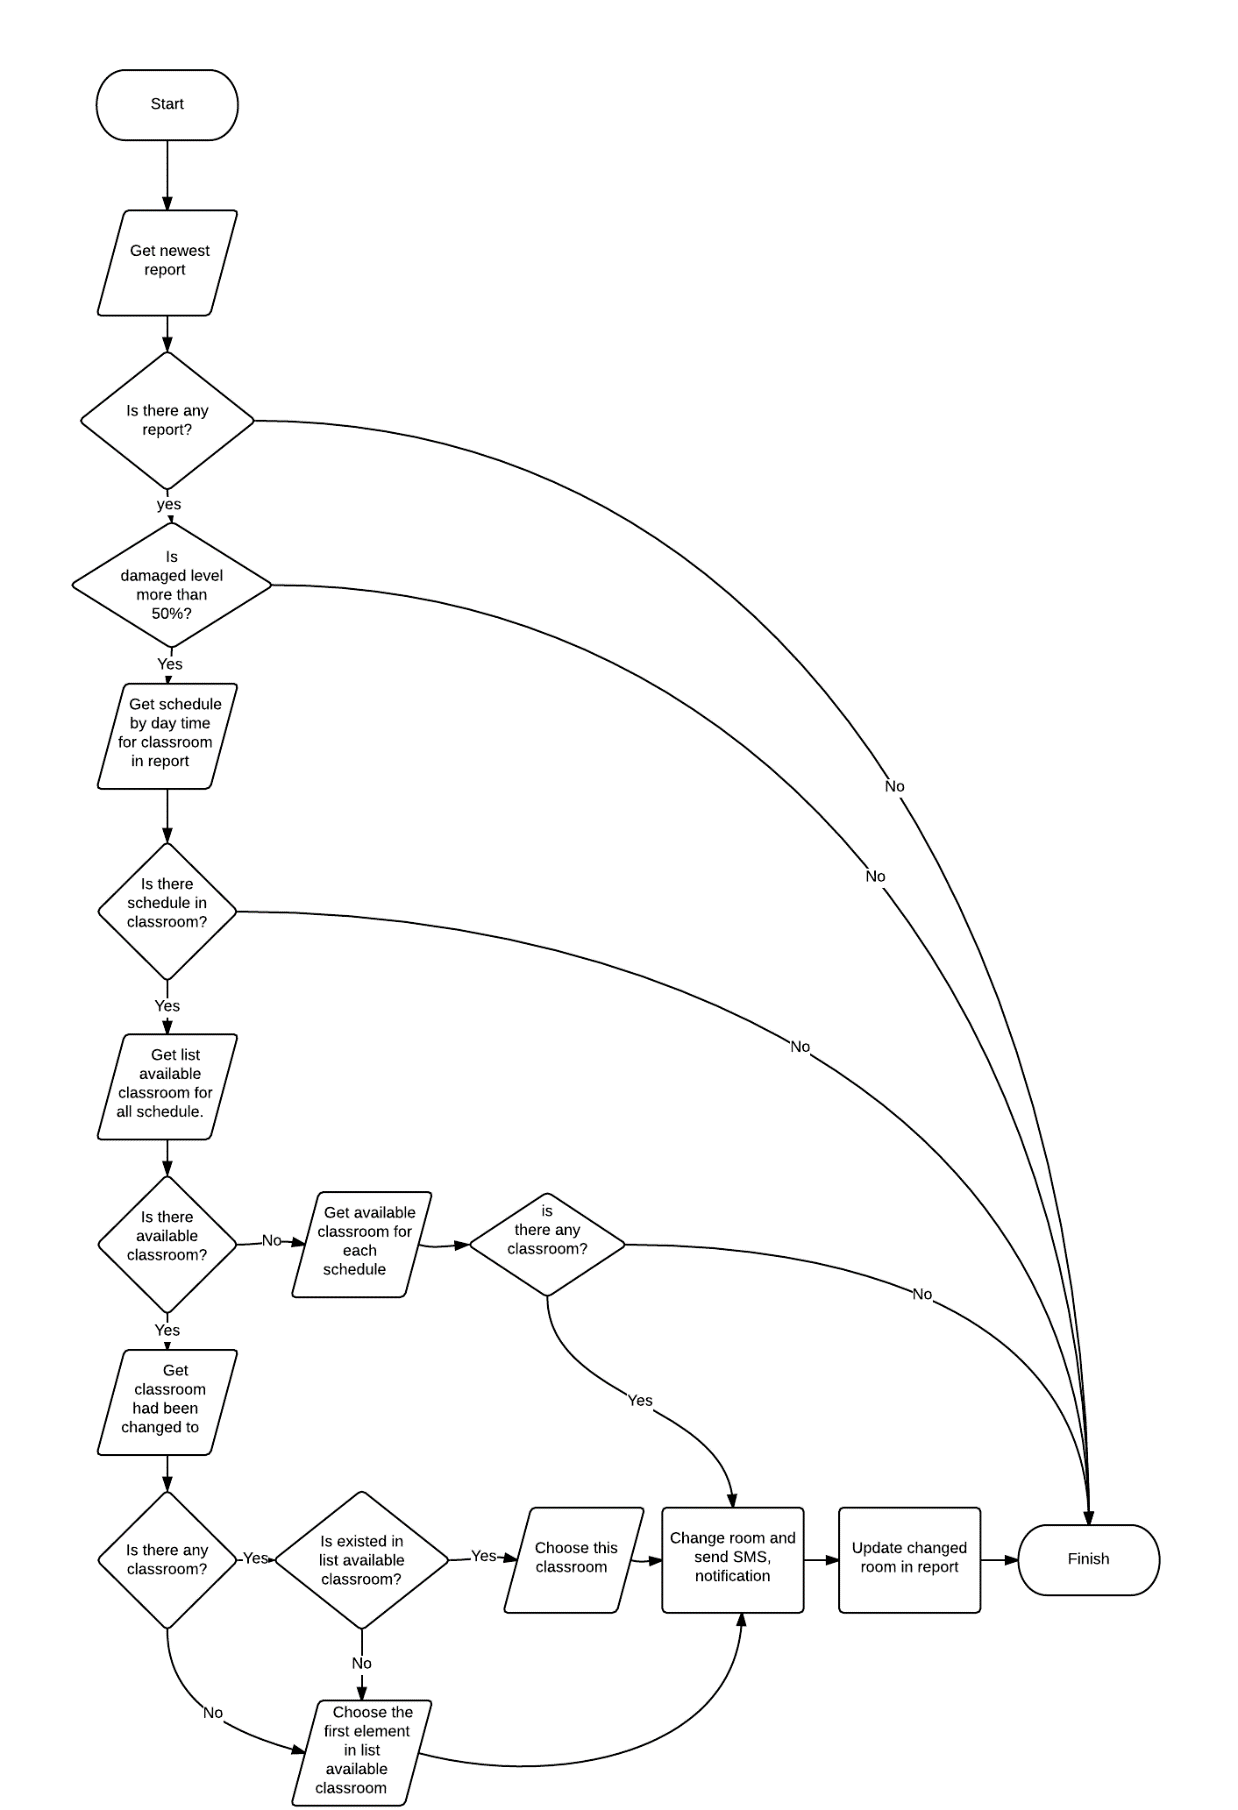 Start
Get newest
report
Is there any
report?
yes
Is
damaged level
more than
50%?
Yes
Get schedule
by day time
for classroom
in report
No
No
Is there
schedule in
classroom?
Yes
No
Get list
available
classroom for
all schedule.
Is there
available
classroom?
No
Get available
classroom for
each
schedule
is
there any
classroom?
No
Yes
Yes
Get
classroom
had been
changed to
Is there any
classroom?
Yes
Is existed in
list available
classroom?
Yes
Choose this
classroom
Change room and
send SMS,
notification
Update changed
room in report
Finish
No
No
Choose the
first element
in list
available
classroom